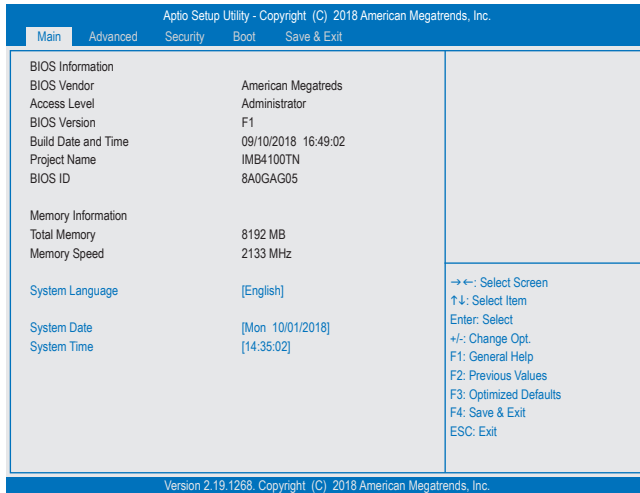 Aptio Setup Utility - Copyright (C) 2018 American Megatrends, Inc.
Main Advanced Security Boot Save & Exit
BIOS Information
BIOS Vendor American Megatreds
Access Level Administrator
BIOS Version F1
Build Date and Time 09/10/2018 16:49:02
Project Name IMB4100TN
BIOS ID 8A0GAG05
Memory Information
Total Memory 8192 MB
Memory Speed 2133 MHz
System Language [English]
System Date [Mon 10/01/2018]
System Time [14:35:02]
→←: Select Screen
↑↓: Select Item
Enter: Select
+/-: Change Opt.
F1: General Help
F2: Previous Values
F3: Optimized Defaults
F4: Save & Exit
ESC: Exit
Version 2.19.1268. Copyright (C) 2018 American Megatrends, Inc.